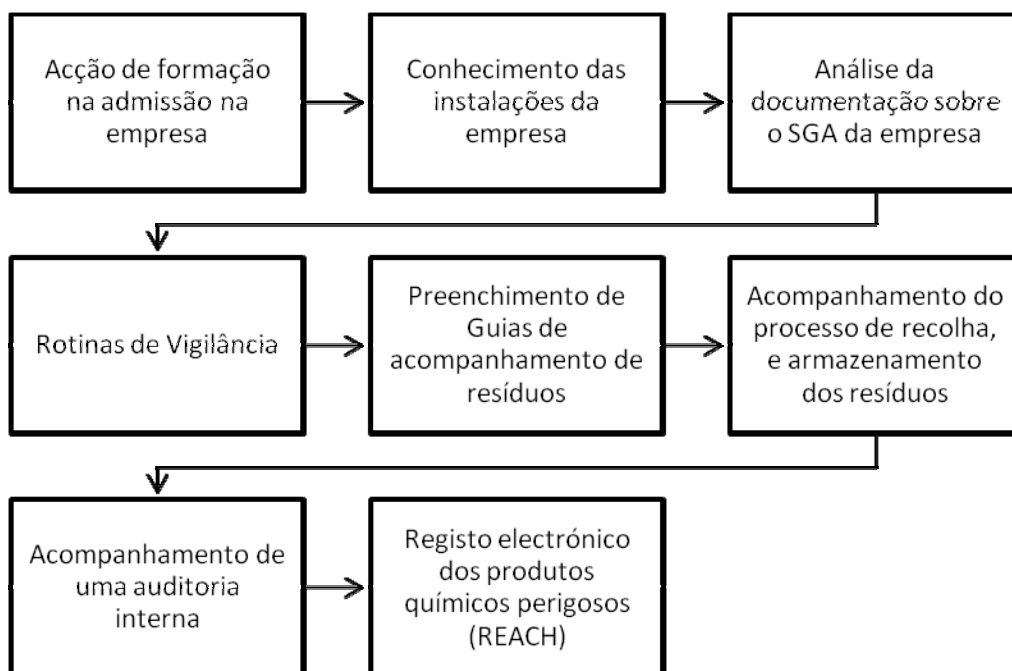 Acção de formação
na admissão na
empresa
Conhecimento das
instalações da
empresa
Análise da
documentação sobre
o SGA da empresa
Rotinas de Vigilância
Preenchimento de
Guias de
acompanhamento de
resíduos
Acompanhamento do
processo de recolha,
e armazenamento
dos resíduos
Acompanhamento de
uma auditoria
interna
Registo electrónico
dos produtos
químicos perigosos
(REACH)